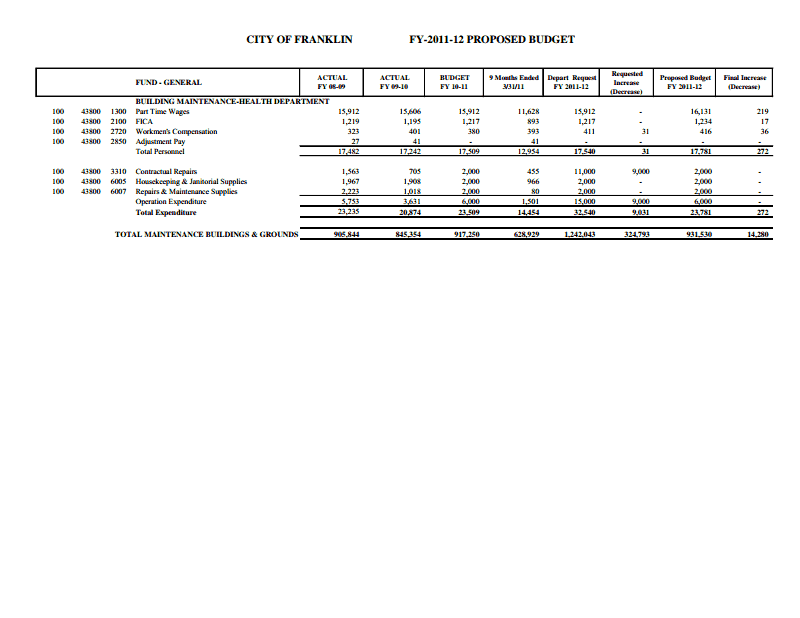 CITY OF FRANKLIN FY-2011-12 PROPOSED BUDGET
FUND - GENERAL ACTUAL FY 08-09 ACTUAL FY 09-10 BUDGET FY 10-11 9 Months Ended 3/31/11 Depart Request FY 2011-12 Requested Increase (Decrease) Proposed Budget FY 2011-12 Final Increase (Decrease)
BUILDING MAINTENANCE-HEALTH DEPARTMENT
100 43800 1300 Part Time Wages 15,912 15,606 15,912 11,628 15,912 - 16,131 219
100 43800 2100 FICA 1,219 1,195 1,217 893 1,217 - 1,234 17
100 43800 2720 Workmen's Compensation 323 401 380 393 411 31 416 36
100 43800 2850 Adjustment Pay 27 41 - 41 - - - -
Total Personnel 17,482 17,242 17,509 12,954 17,540 31 17,781 272
100 43800 3310 Contractual Repairs 1,563 705 2,000 455 11,000 9,000 2,000 -
100 43800 6005 Housekeeping & Janitorial Supplies 1,967 1,908 2,000 966 2,000 - 2,000 -
100 43800 6007 Repairs & Maintenance Supplies 2,223 1,018 2,000 80 2,000 - 2,000 -
Operation Expenditure 5,753 3,631 6,000 1,501 15,000 9,000 6,000 -
Total Expenditure 23,235 20,874 23,509 14,454 32,540 9,031 23,781 272
TOTAL MAINTENANCE BUILDINGS & GROUNDS 905,844 845,354 917,250 628,929 1,242,043 324,793 931,530 14,280